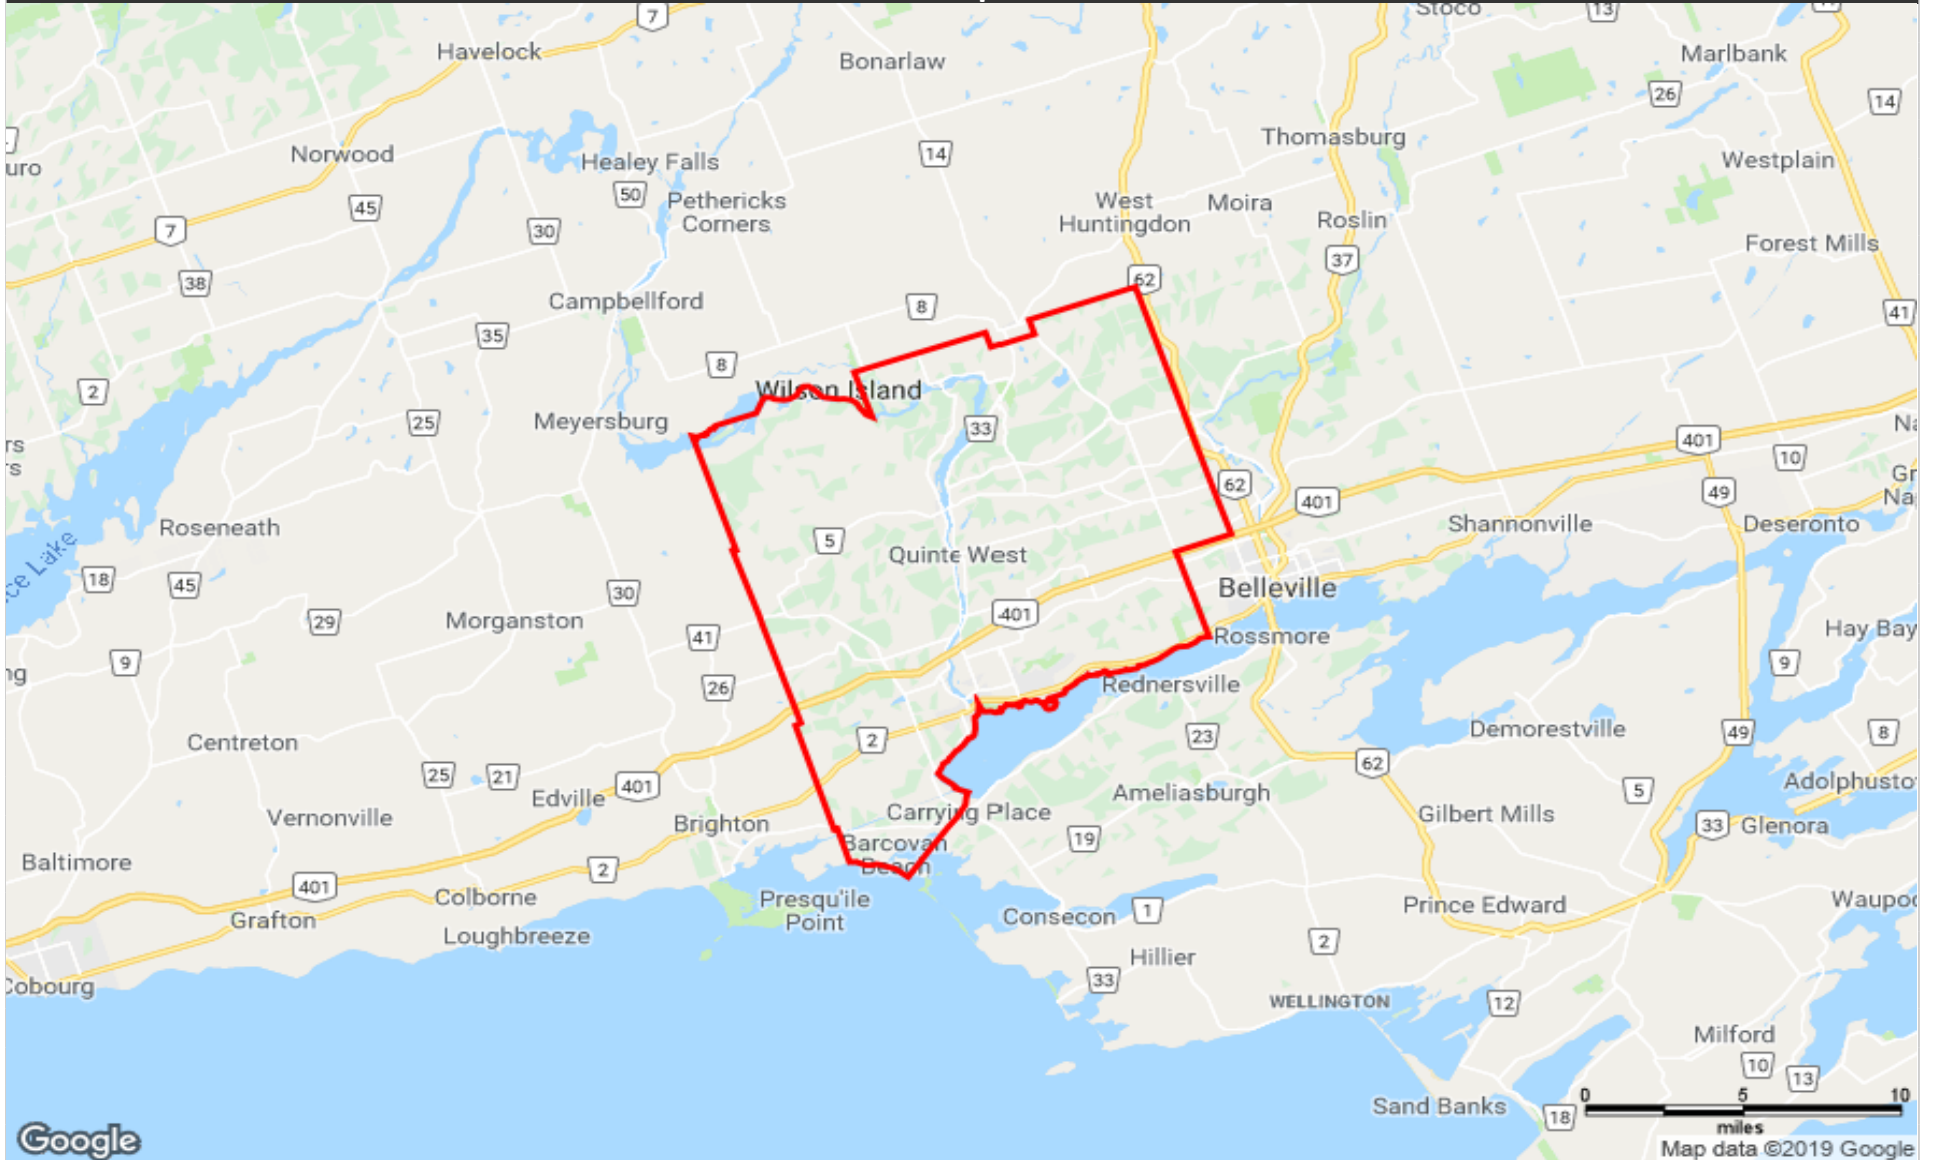 Stoco
13
7
Havelock
Bonarlaw
Marlbank
26
14
Thomasburg
Norwood
14
Healey Falls
Westplain
uro
50
Pethericks
Corners
45
West
Huntingdon
Moira
Roslin
7
30
Forest Mills
37
38
62
Campbellford
8
41
35
8
Wilson Island
2
25
Meyersburg
33
401
10
62
49
401
Roseneath
Shannonville
Deseronto
5
Quinte West
ce Lake
18
45
30
Belleville
29
Morganston
401
41
Rossmore
Hay Bay
9
9
ng
26
Rednersville
Centreton
2
23
Demorestville
49
8
25
21
401
62
Edville
Ameliasburgh
5
Adolphusto
Vernonville
Brighton
Carrying Place
Gilbert Mills
33
Glenora
19
Barcovan
Beach
Baltimore
2
401
Colborne
Presqu'ile
Point
Prince Edward
Waupoo
Grafton
Consecon
1
Loughbreeze
2
Hillier
33
Cobourg
WELLINGTON
12
Milford
10
13
0 5 10
miles
Sand Banks
18
Google
Map data ©2019 Google